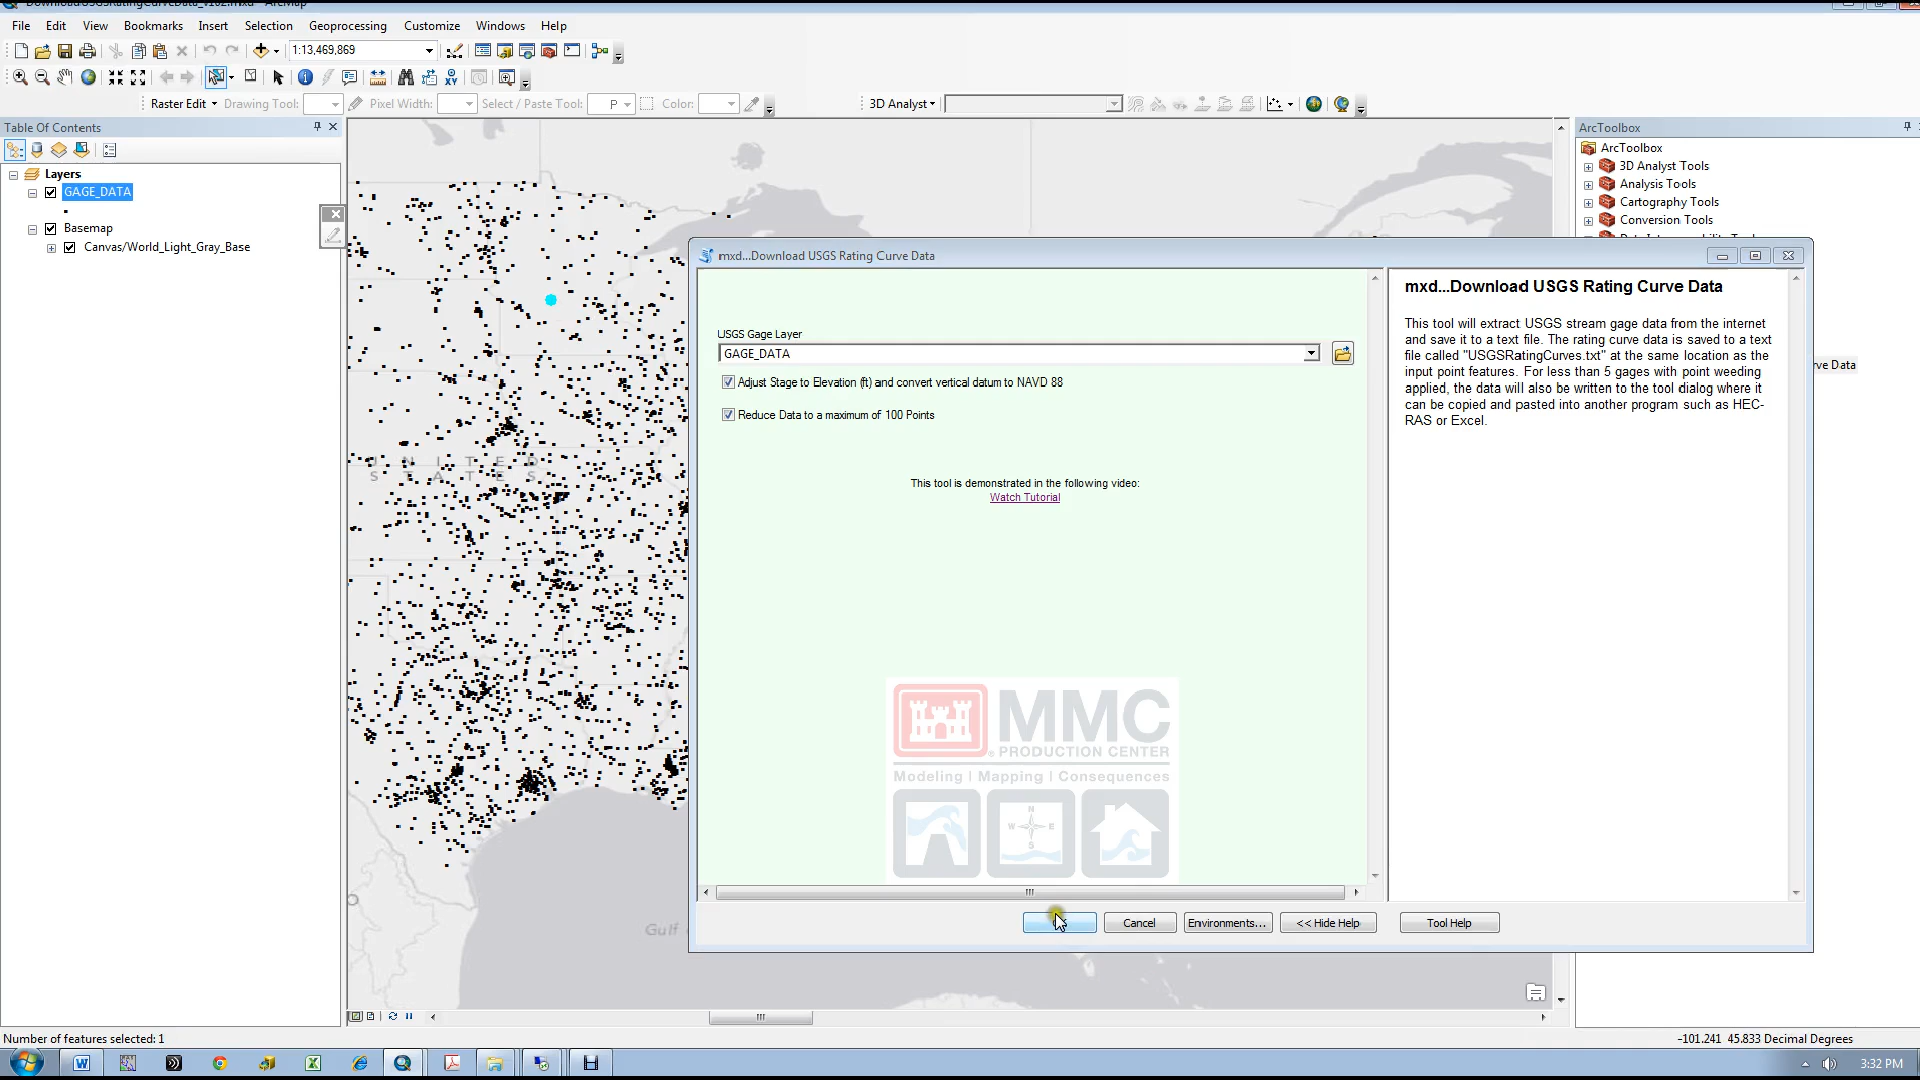 DownloadUSGSRatingCurveData_v102.mxd - ArcMap
File Edit View Bookmarks Insert Selection Geoprocessing Customize Windows Help
1:13,469,869
Raster Edit Drawing Tool: Pixel Width: Select / Paste Tool: P Color: 3D Analyst
Table Of Contents
ArcToolbox
Layers
GAGE_DATA
Basemap
Canvas/World_Light_Gray_Base
ArcToolbox
3D Analyst Tools
Analysis Tools
Cartography Tools
Conversion Tools
rve Data
UNITED
STATES
Gulf
mxd...Download USGS Rating Curve Data
USGS Gage Layer
GAGE_DATA
Adjust Stage to Elevation (ft) and convert vertical datum to NAVD 88
Reduce Data to a maximum of 100 Points
This tool is demonstrated in the following video:
Watch Tutorial
MMC
® PRODUCTION CENTER
Modeling | Mapping | Consequences
N
W E
S
mxd...Download USGS Rating Curve Data
This tool will extract USGS stream gage data from the internet
and save it to a text file. The rating curve data is saved to a text
file called "USGSRatingCurves.txt" at the same location as the
input point features. For less than 5 gages with point weeding
applied, the data will also be written to the tool dialog where it
can be copied and pasted into another program such as HEC-
RAS or Excel.
Cancel Environments... << Hide Help Tool Help
Number of features selected: 1
-101.241 45.833 Decimal Degrees
3:32 PM